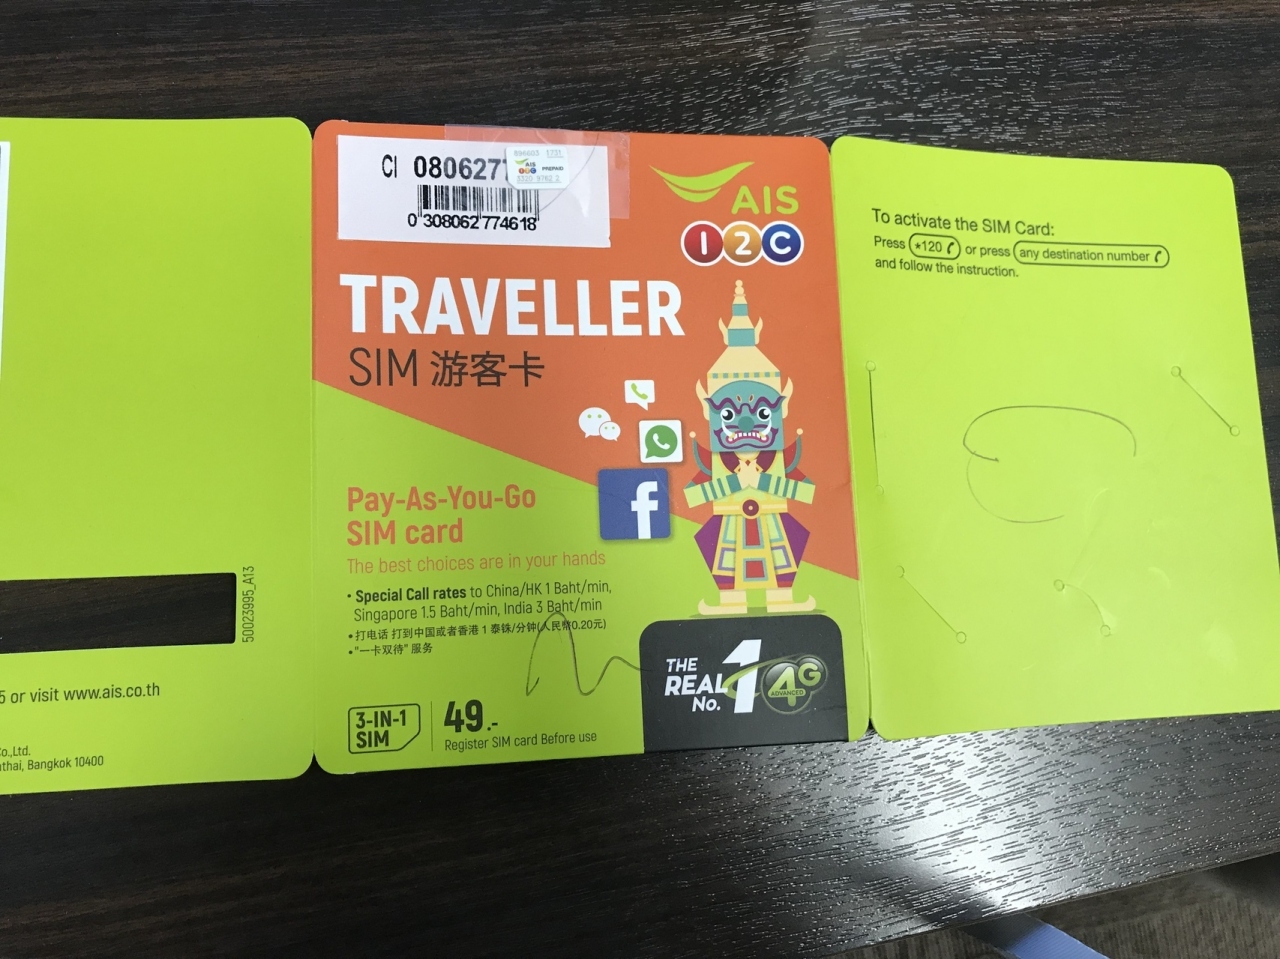 50023995_A13
5 or visit www.ais.co.th
Co.,Ltd.
Bangkok 10400
CI 080627
0 308062 774618
AIS
PREPAID
AIS
1 2 C
TRAVELLER
SIM 游客卡
Pay-As-You-Go
SIM card
The best choices are in your hands
• Special Call rates to China/HK 1 Baht/min,
Singapore 1.5 Baht/min, India 3 Baht/min
•打电话 打到中国或者香港 1 泰铢/分钟(人民幣0.20元)
•"一卡双待" 服务
3-IN-1
SIM
49.-
Register SIM card Before use
THE
REAL
No. 1
4G
ADVANCED
To activate the SIM Card:
Press *120 or press any destination number
and follow the instruction.